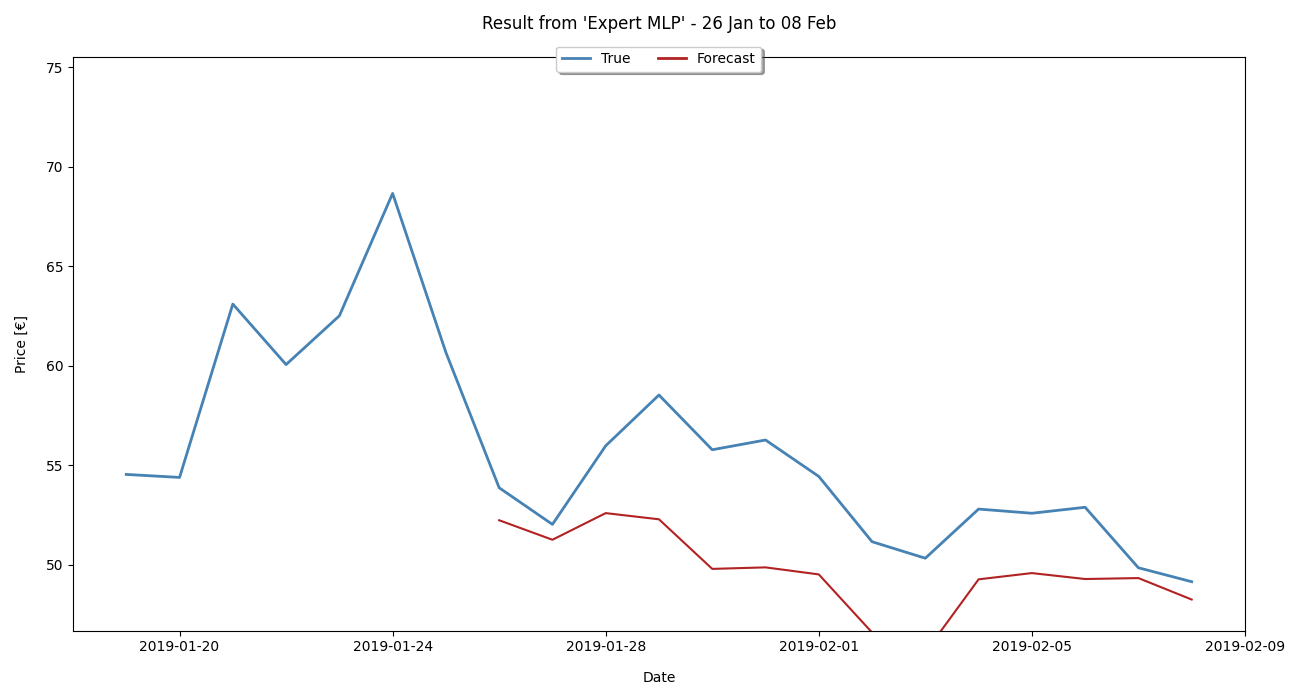 Result from 'Expert MLP' - 26 Jan to 08 Feb
True Forecast
75
70
65
60
55
50
Price [€]
2019-01-20 2019-01-24 2019-01-28 2019-02-01 2019-02-05 2019-02-09
Date